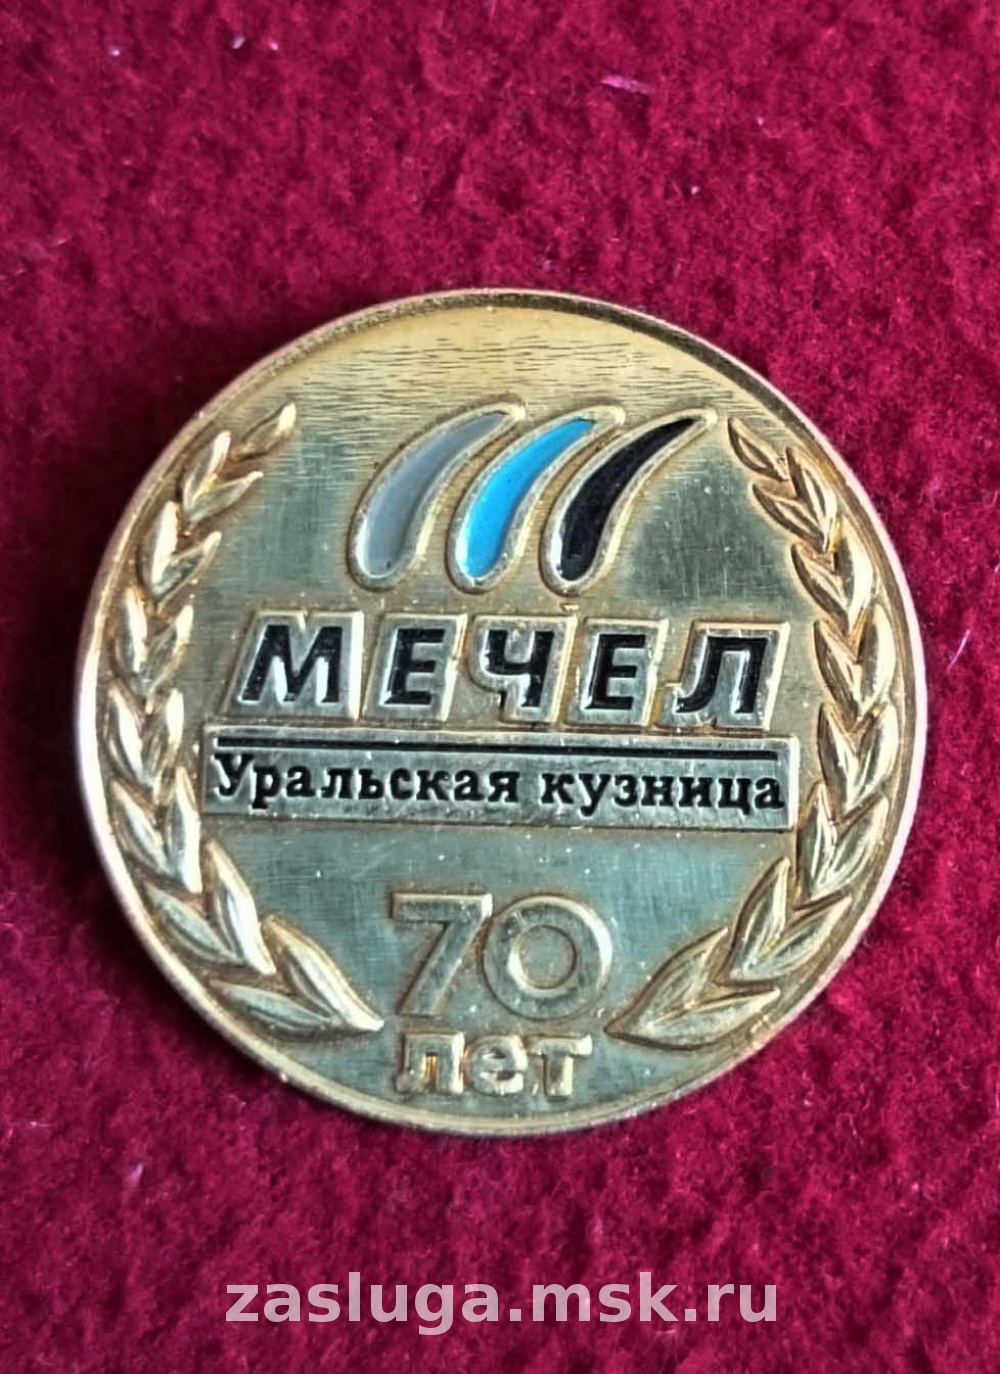 МЕЧЕЛ
Уральская кузница
70
лет
zasluga.msk.ru